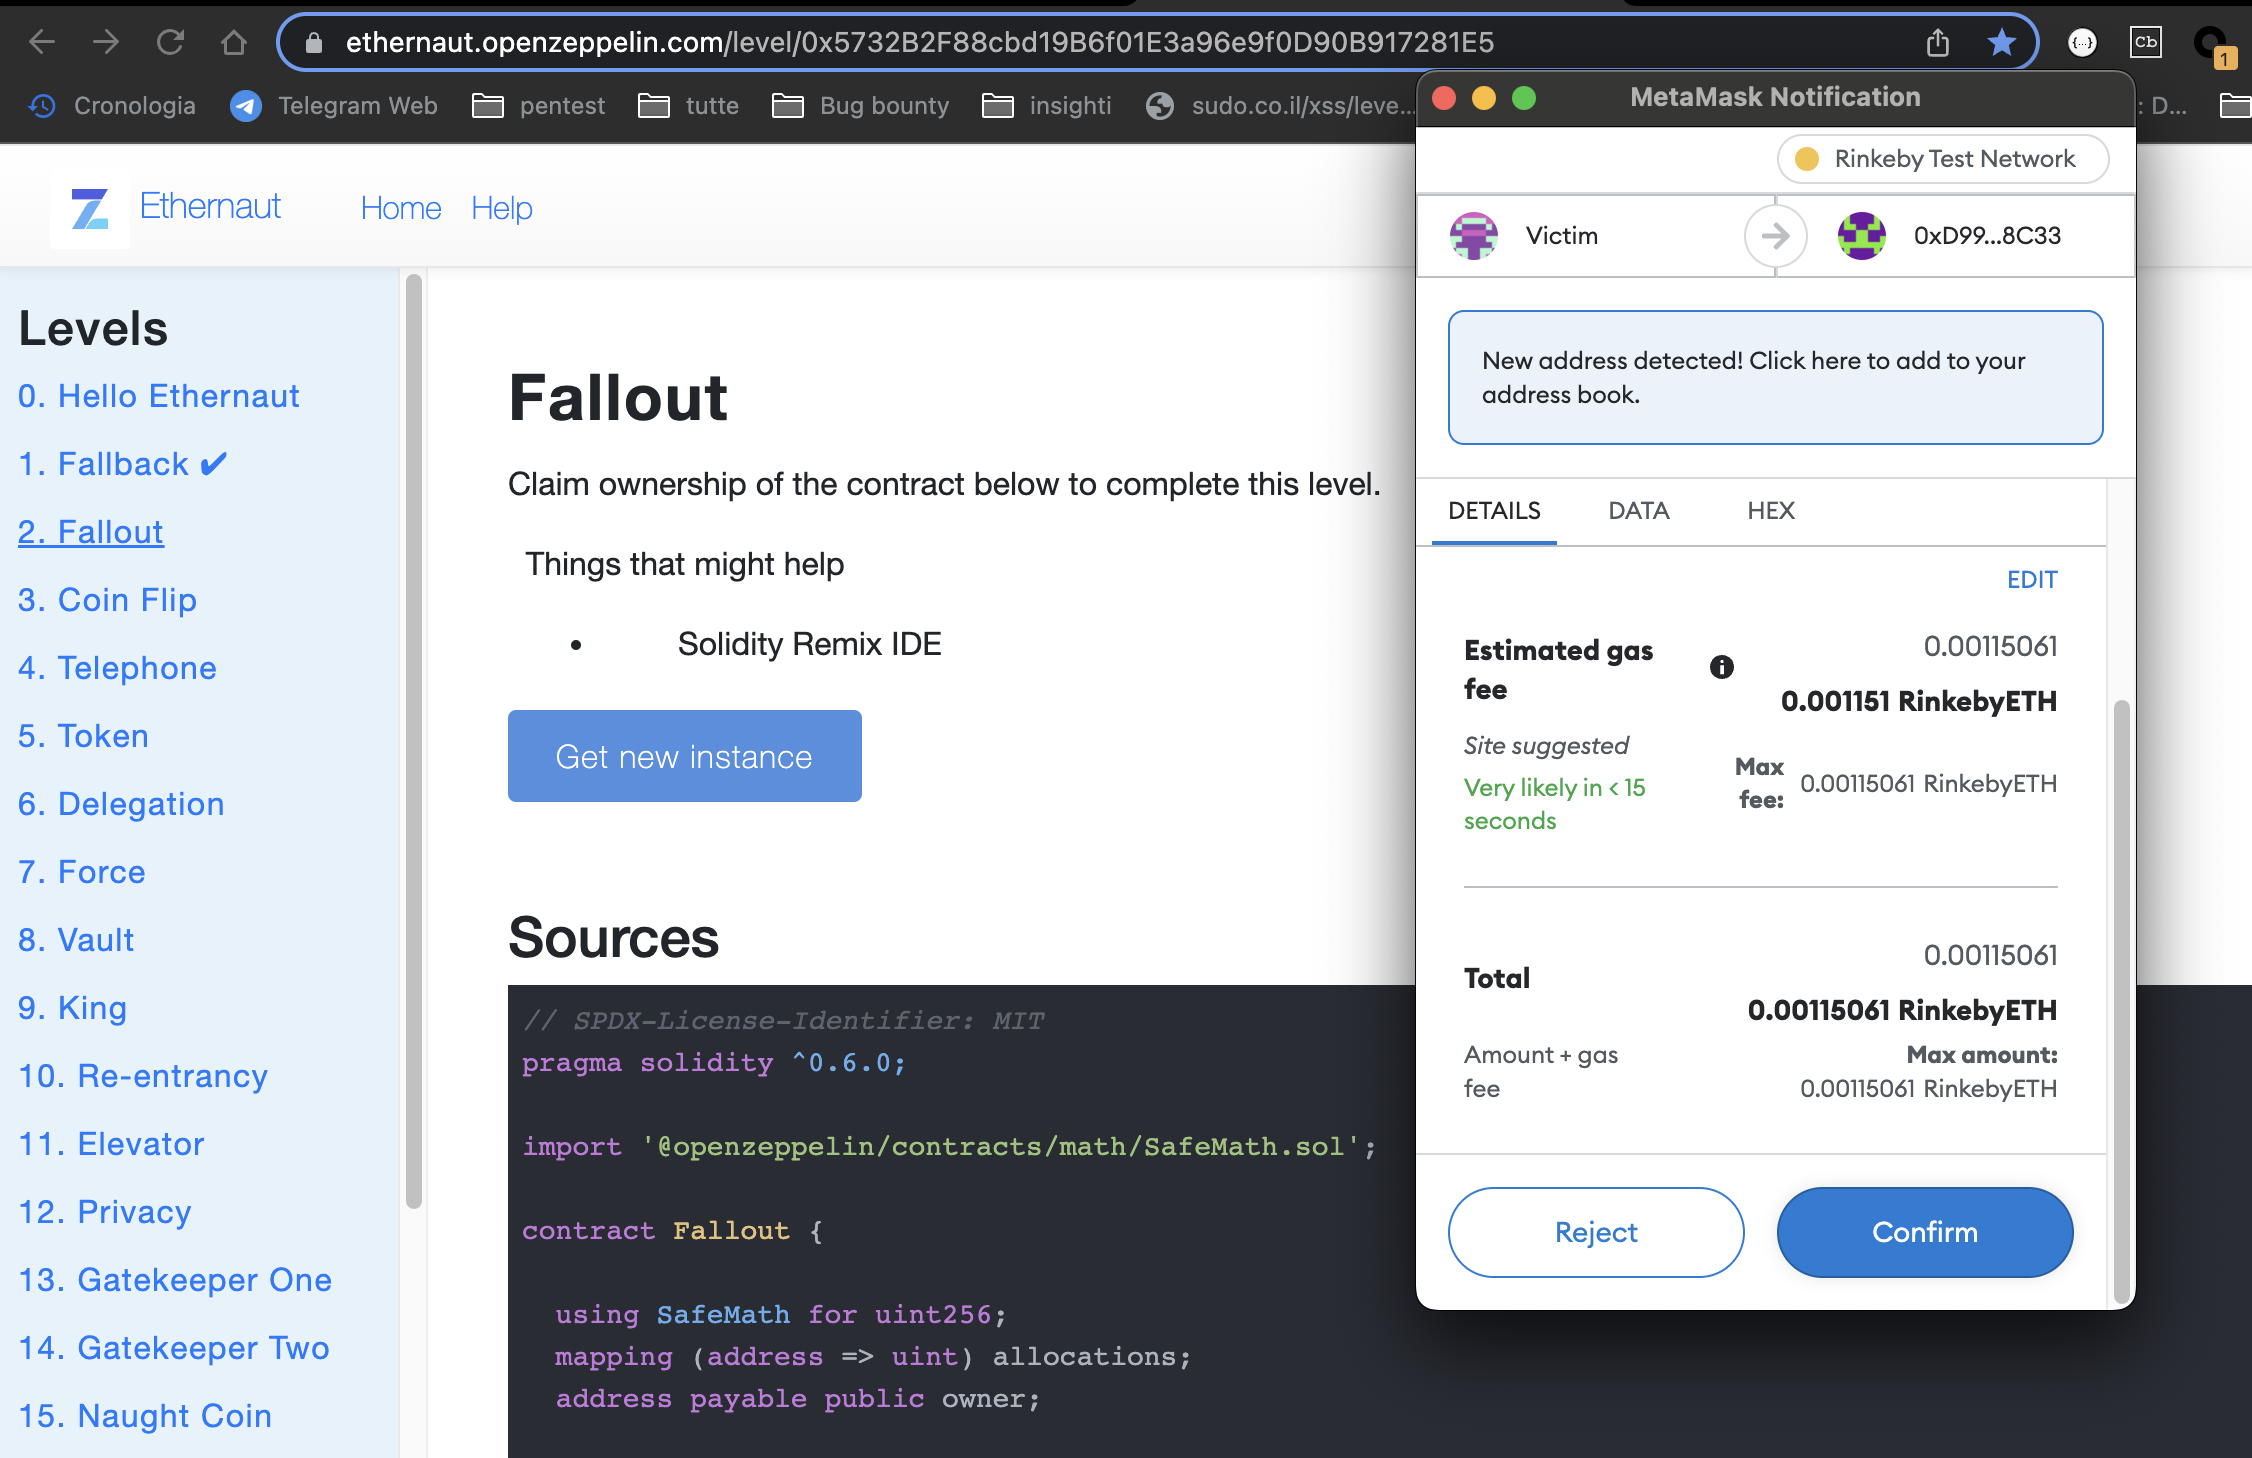 ethernaut.openzeppelin.com/level/0x5732B2F88cbd19B6f01E3a96e9f0D90B917281E5
{...}
Cb
1
Cronologia
Telegram Web
pentest
tutte
Bug bounty
insighti
sudo.co.il/xss/leve...
: D...
Ethernaut
Home
Help
Levels
0. Hello Ethernaut
1. Fallback ✔
2. Fallout
3. Coin Flip
4. Telephone
5. Token
6. Delegation
7. Force
8. Vault
9. King
10. Re-entrancy
11. Elevator
12. Privacy
13. Gatekeeper One
14. Gatekeeper Two
15. Naught Coin
Fallout
Claim ownership of the contract below to complete this level.
Things that might help
• Solidity Remix IDE
Get new instance
Sources
// SPDX-License-Identifier: MIT
pragma solidity ^0.6.0;
import '@openzeppelin/contracts/math/SafeMath.sol';
contract Fallout {
using SafeMath for uint256;
mapping (address => uint) allocations;
address payable public owner;
MetaMask Notification
Rinkeby Test Network
Victim
0xD99...8C33
New address detected! Click here to add to your
address book.
DETAILS
DATA
HEX
EDIT
Estimated gas
fee
0.00115061
0.001151 RinkebyETH
Site suggested
Very likely in < 15
seconds
Max
fee:
0.00115061 RinkebyETH
Total
0.00115061
0.00115061 RinkebyETH
Amount + gas
fee
Max amount:
0.00115061 RinkebyETH
Reject
Confirm